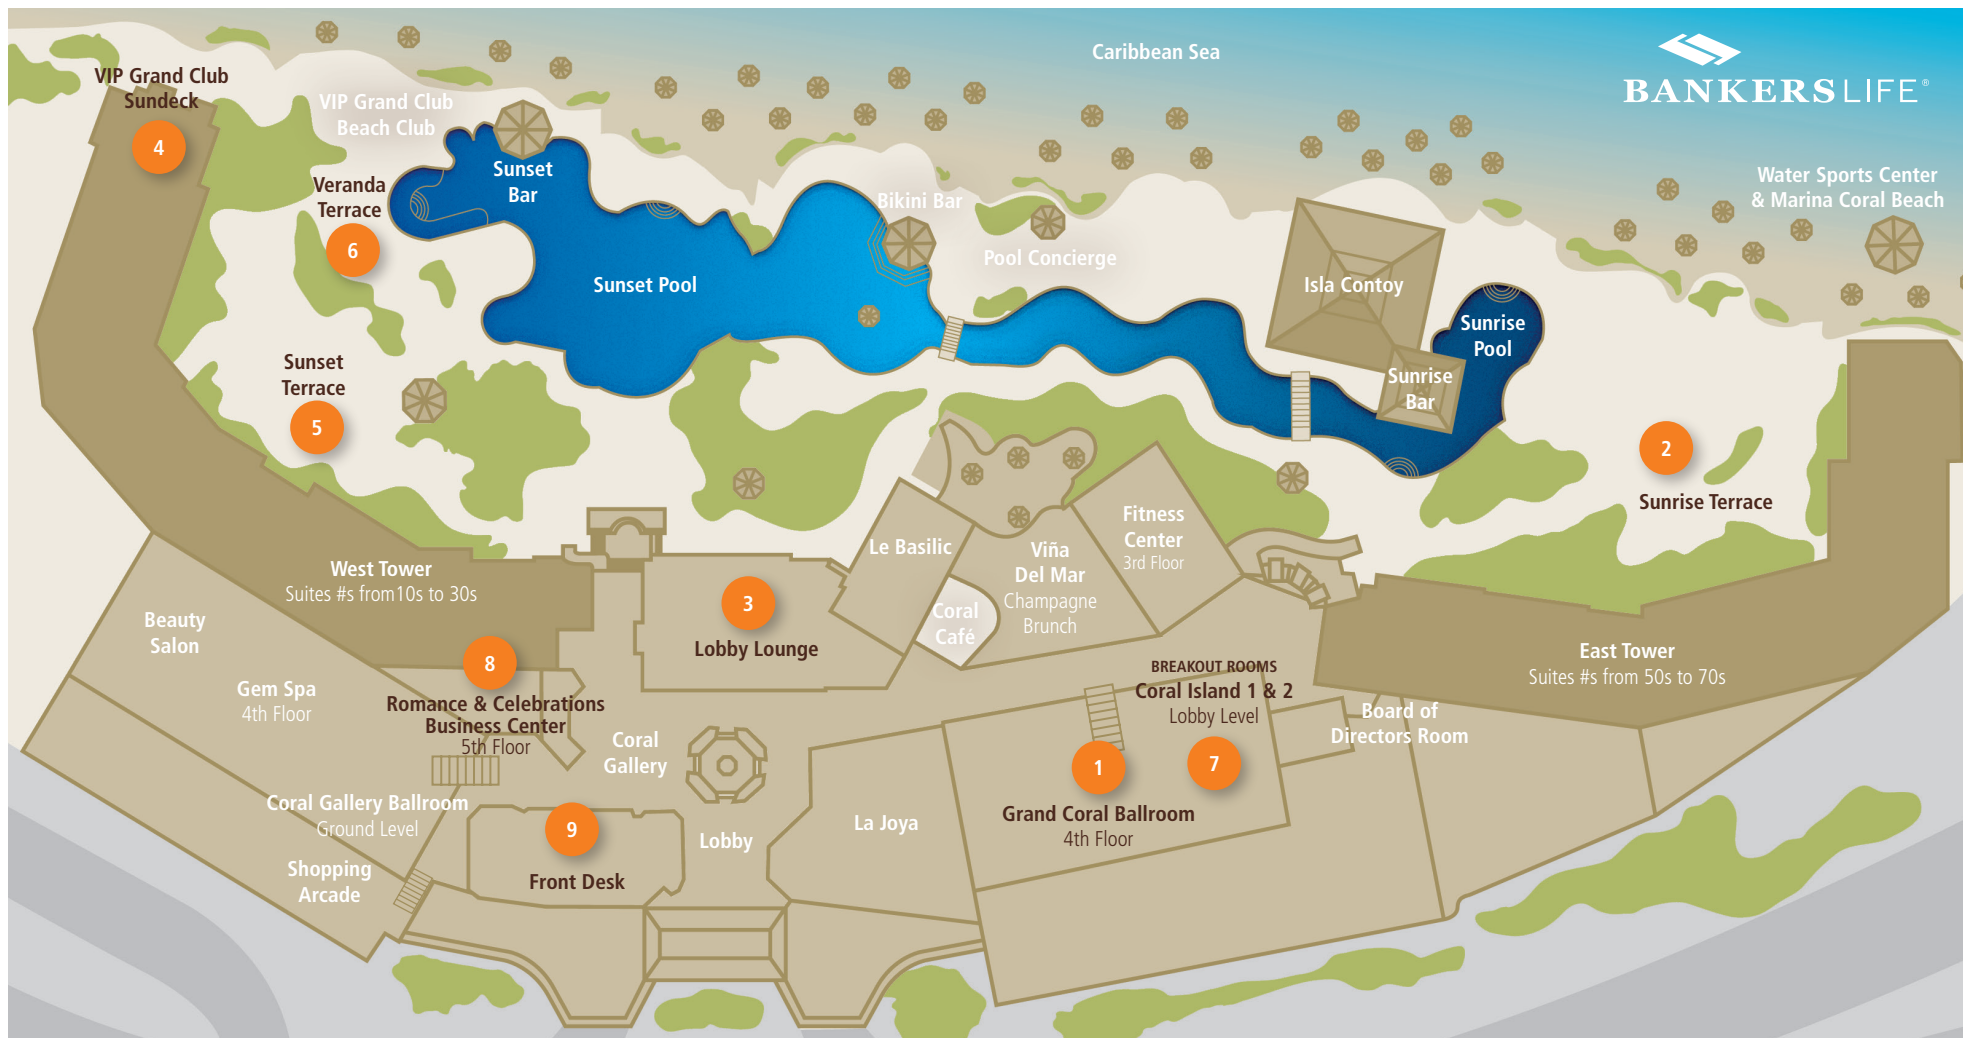 Caribbean Sea
BANKERS LIFE®
VIP Grand Club
Sundeck
4
VIP Grand Club
Beach Club
Veranda
Terrace
6
Sunset
Bar
Bikini Bar
Pool Concierge
Water Sports Center
& Marina Coral Beach
Sunset Pool
Isla Contoy
Sunrise
Pool
Sunrise
Bar
Sunset
Terrace
5
2
Sunrise Terrace
Le Basilic
Viña
Del Mar
Champagne
Brunch
Fitness
Center
3rd Floor
West Tower
Suites #s from10s to 30s
3
Lobby Lounge
Coral
Café
Beauty
Salon
Gem Spa
4th Floor
8
Romance & Celebrations
Business Center
5th Floor
Coral
Gallery
BREAKOUT ROOMS
Coral Island 1 & 2
Lobby Level
7
1
Grand Coral Ballroom
4th Floor
Board of
Directors Room
East Tower
Suites #s from 50s to 70s
Coral Gallery Ballroom
Ground Level
Shopping
Arcade
9
Front Desk
Lobby
La Joya